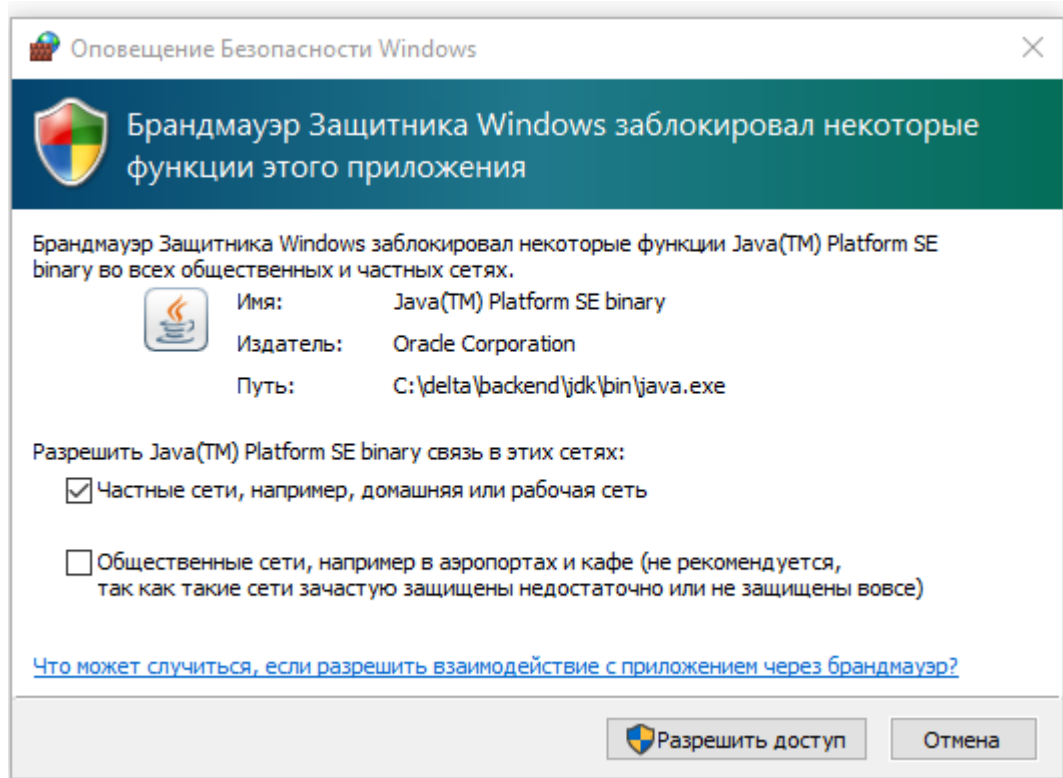 Оповещение Безопасности Windows
Брандмауэр Защитника Windows заблокировал некоторые
функции этого приложения
Брандмауэр Защитника Windows заблокировал некоторые функции Java(TM) Platform SE
binary во всех общественных и частных сетях.
Имя: Java(TM) Platform SE binary
Издатель: Oracle Corporation
Путь: C:\delta\backend\jdk\bin\java.exe
Разрешить Java(TM) Platform SE binary связь в этих сетях:
Частные сети, например, домашняя или рабочая сеть
Общественные сети, например в аэропортах и кафе (не рекомендуется,
так как такие сети зачастую защищены недостаточно или не защищены вовсе)
Что может случиться, если разрешить взаимодействие с приложением через брандмауэр?
Разрешить доступ Отмена